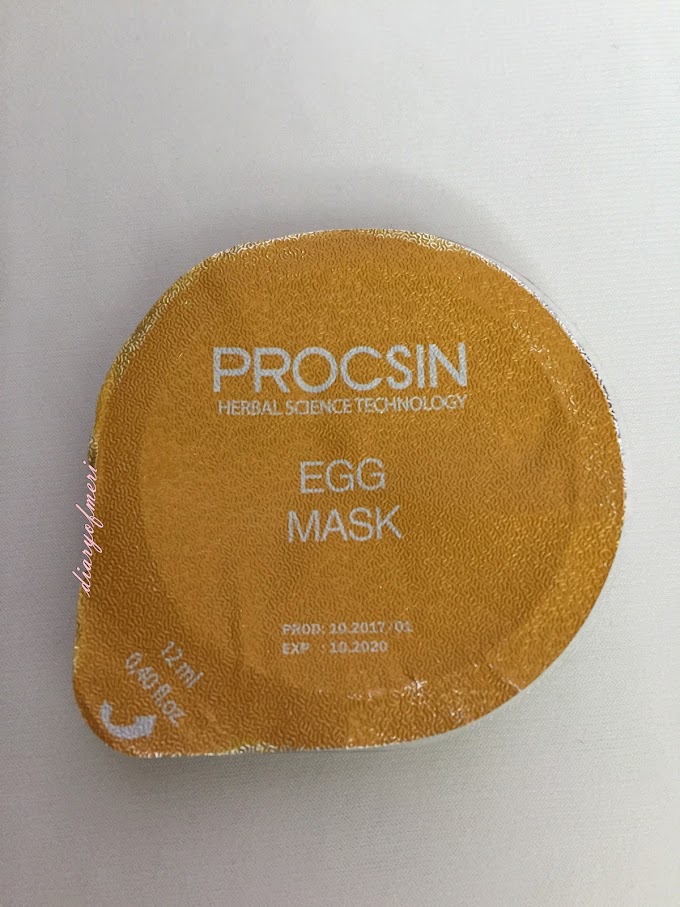 PROCSIN
HERBAL SCIENCE TECHNOLOGY
EGG
MASK
PROD: 10.2017/01
EXP : 10.2020
12 ml
0,40 fl.oz
diaryofmeri